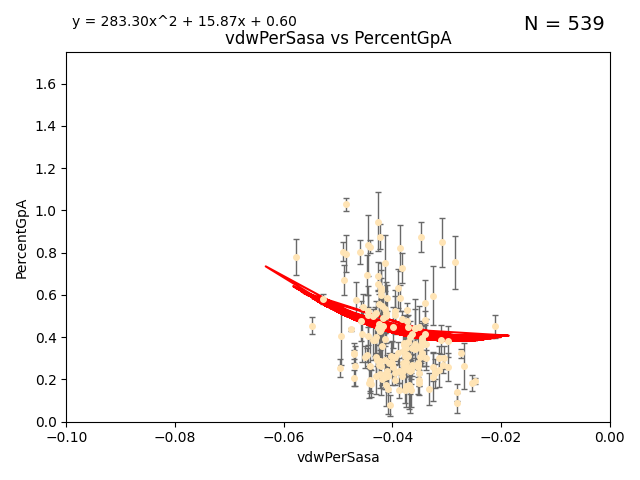 y = 283.30x^2 + 15.87x + 0.60
N = 539
vdwPerSasa vs PercentGpA
PercentGpA
1.6
1.4
1.2
1.0
0.8
0.6
0.4
0.2
0.0
−0.10 −0.08 −0.06 −0.04 −0.02 0.00
vdwPerSasa